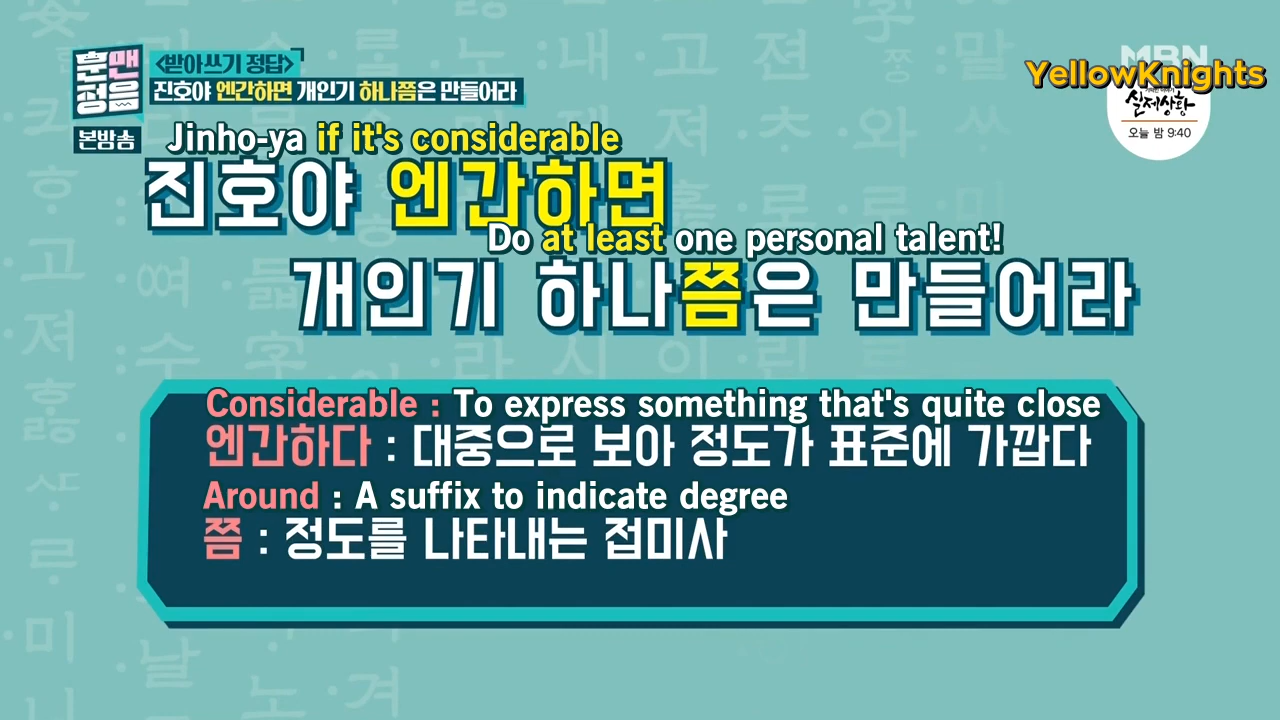 훈맨정음
<받아쓰기 정답>
진호야 엔간하면 개인기 하나쯤은 만들어라
본방송
MBN
YellowKnights
실제상황
오늘 밤 9:40
Jinho-ya if it's considerable
진호야 엔간하면
Do at least one personal talent!
개인기 하나쯤은 만들어라
Considerable : To express something that's quite close
엔간하다 : 대중으로 보아 정도가 표준에 가깝다
Around : A suffix to indicate degree
쯤 : 정도를 나타내는 접미사